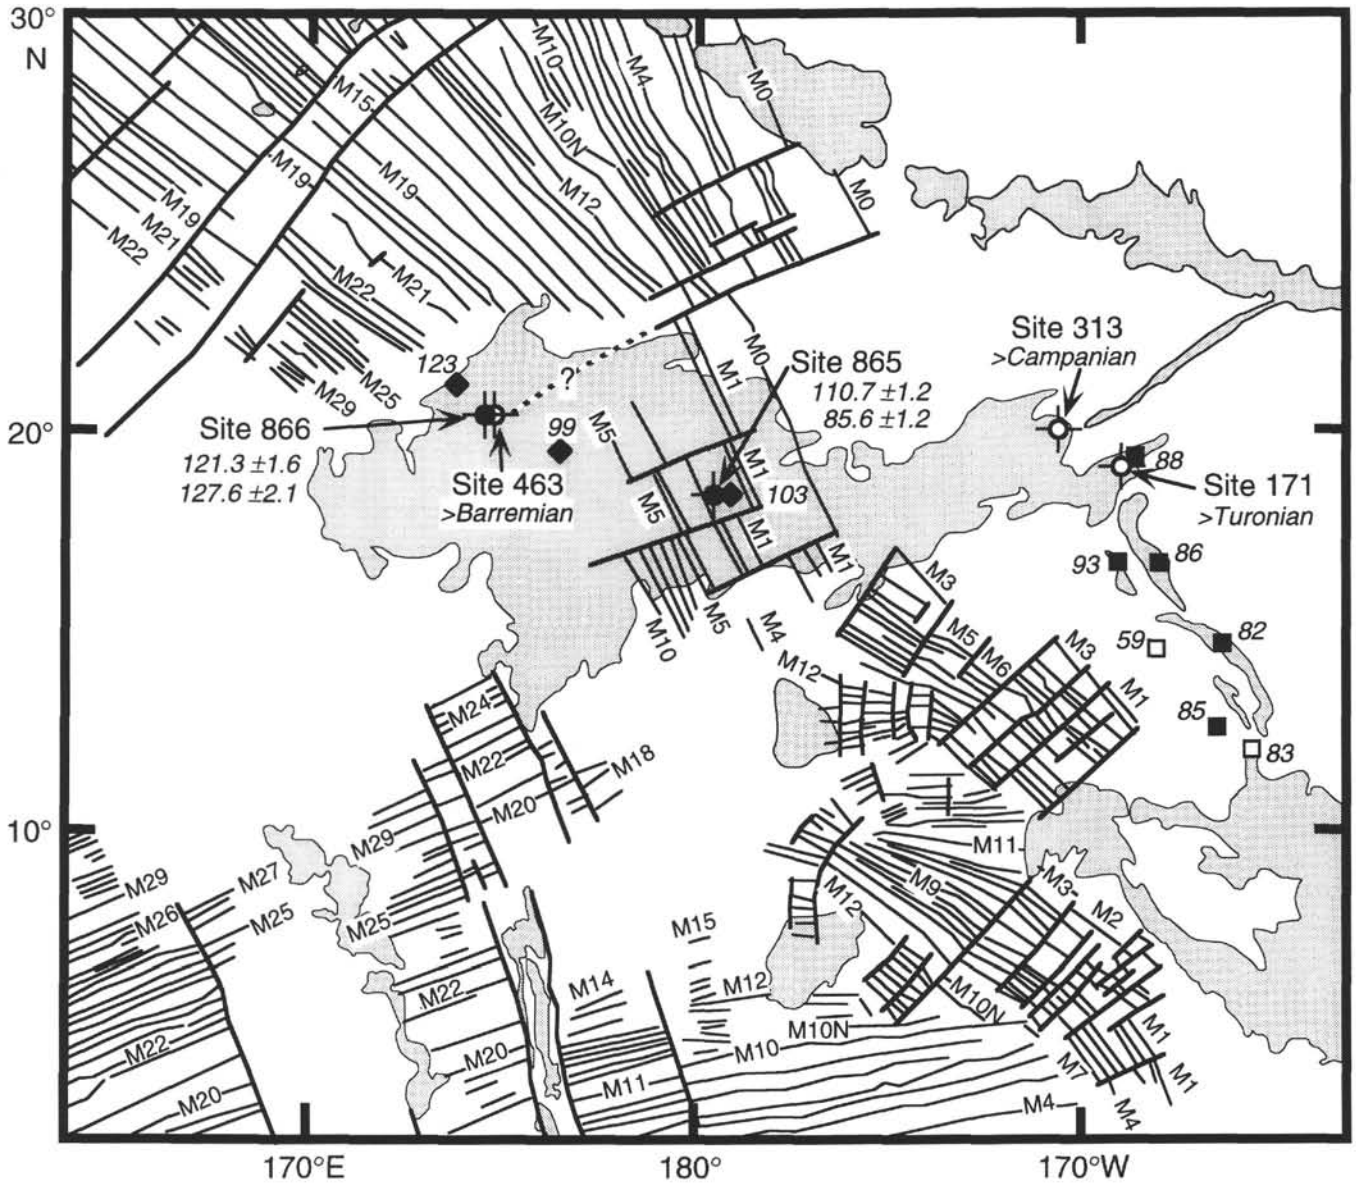 30°
N
M10
M4
M0
M15
M10N
M19
M19
M12
M0
M19
M21
M22
M22
M21
Site 313
>Campanian
123
?
M1
M0
Site 865
110.7 ±1.2
85.6 ±1.2
M29
M25
20°
Site 866
121.3 ±1.6
127.6 ±2.1
99
M5
M1
88
Site 463
>Barremian
103
Site 171
>Turonian
M5
M1
M1
M3
93
86
M10
M5
M4
M5
59
82
M12
M6
M3
M1
M24
85
83
M22
M18
M20
10°
M29
M11
M29
M27
M9
M3
M26
M25
M25
M12
M2
M15
M22
M14
M12
M10N
M10N
M22
M20
M10
M1
M20
M11
M7
M1
M4
M4
170°E
180°
170°W